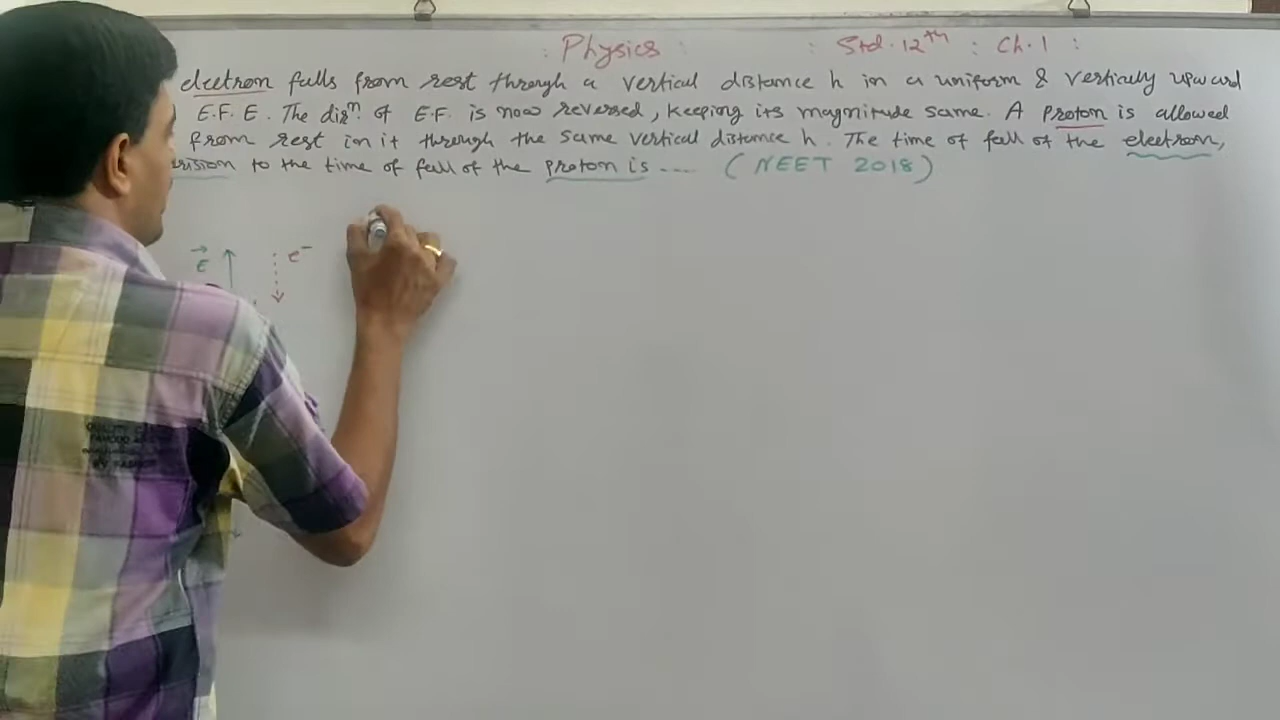 : Physics : : Std. 12th : Ch. 1 :
electron falls from rest through a vertical distance h in a uniform & vertically upward
E.F. E. The dirn. of E.F. is now reversed, keeping its magnitude same. A proton is allowed
from rest in it through the same vertical distance h. The time of fall of the electron,
to the time of fall of the proton is .... (NEET 2018)
E e-